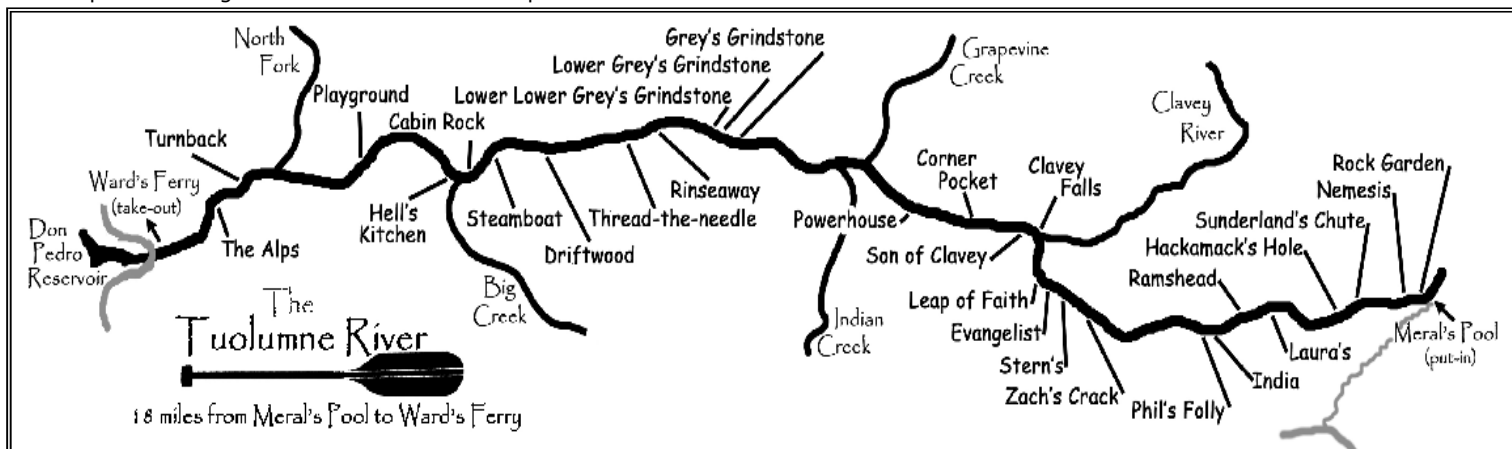 North
Fork
Playground
Turnback
Ward's Ferry
(take-out)
Don
Pedro
Reservoir
The Alps
Cabin Rock
Hell's
Kitchen
Big
Creek
Steamboat
Driftwood
Thread-the-needle
Rinseaway
Lower Lower Grey's Grindstone
Lower Grey's Grindstone
Grey's Grindstone
Grapevine
Creek
Indian
Creek
Powerhouse
Corner
Pocket
Son of Clavey
Clavey
Falls
Clavey
River
Leap of Faith
Evangelist
Stern's
Zach's Crack
Phil's Folly
India
Laura's
Ramshead
Hackamack's Hole
Sunderland's Chute
Nemesis
Rock Garden
Meral's Pool
(put-in)
The
Tuolumne River
18 miles from Meral's Pool to Ward's Ferry